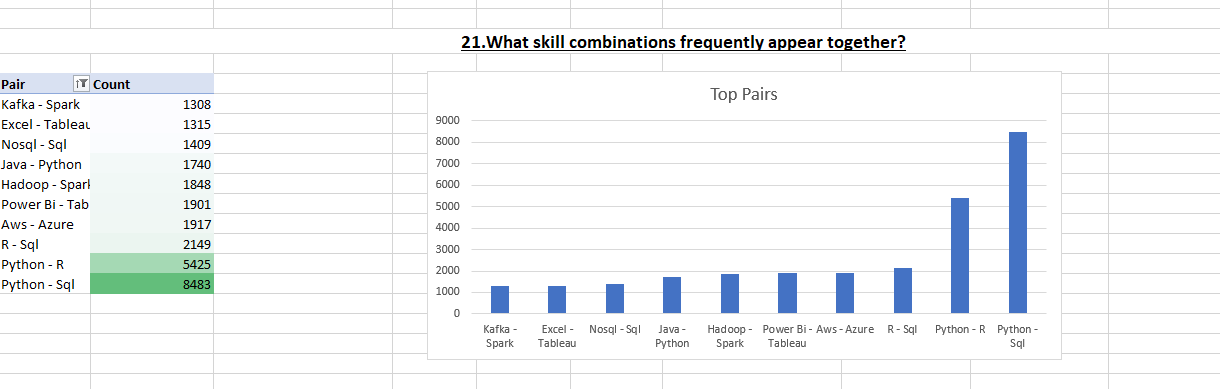 21.What skill combinations frequently appear together?
Pair Count
Kafka - Spark 1308
Excel - Tableau 1315
Nosql - Sql 1409
Java - Python 1740
Hadoop - Spark 1848
Power Bi - Tab 1901
Aws - Azure 1917
R - Sql 2149
Python - R 5425
Python - Sql 8483
Top Pairs
9000
8000
7000
6000
5000
4000
3000
2000
1000
0
Kafka - Spark
Excel - Tableau
Nosql - Sql
Java - Python
Hadoop - Spark
Power Bi - Tableau
Aws - Azure
R - Sql
Python - R
Python - Sql